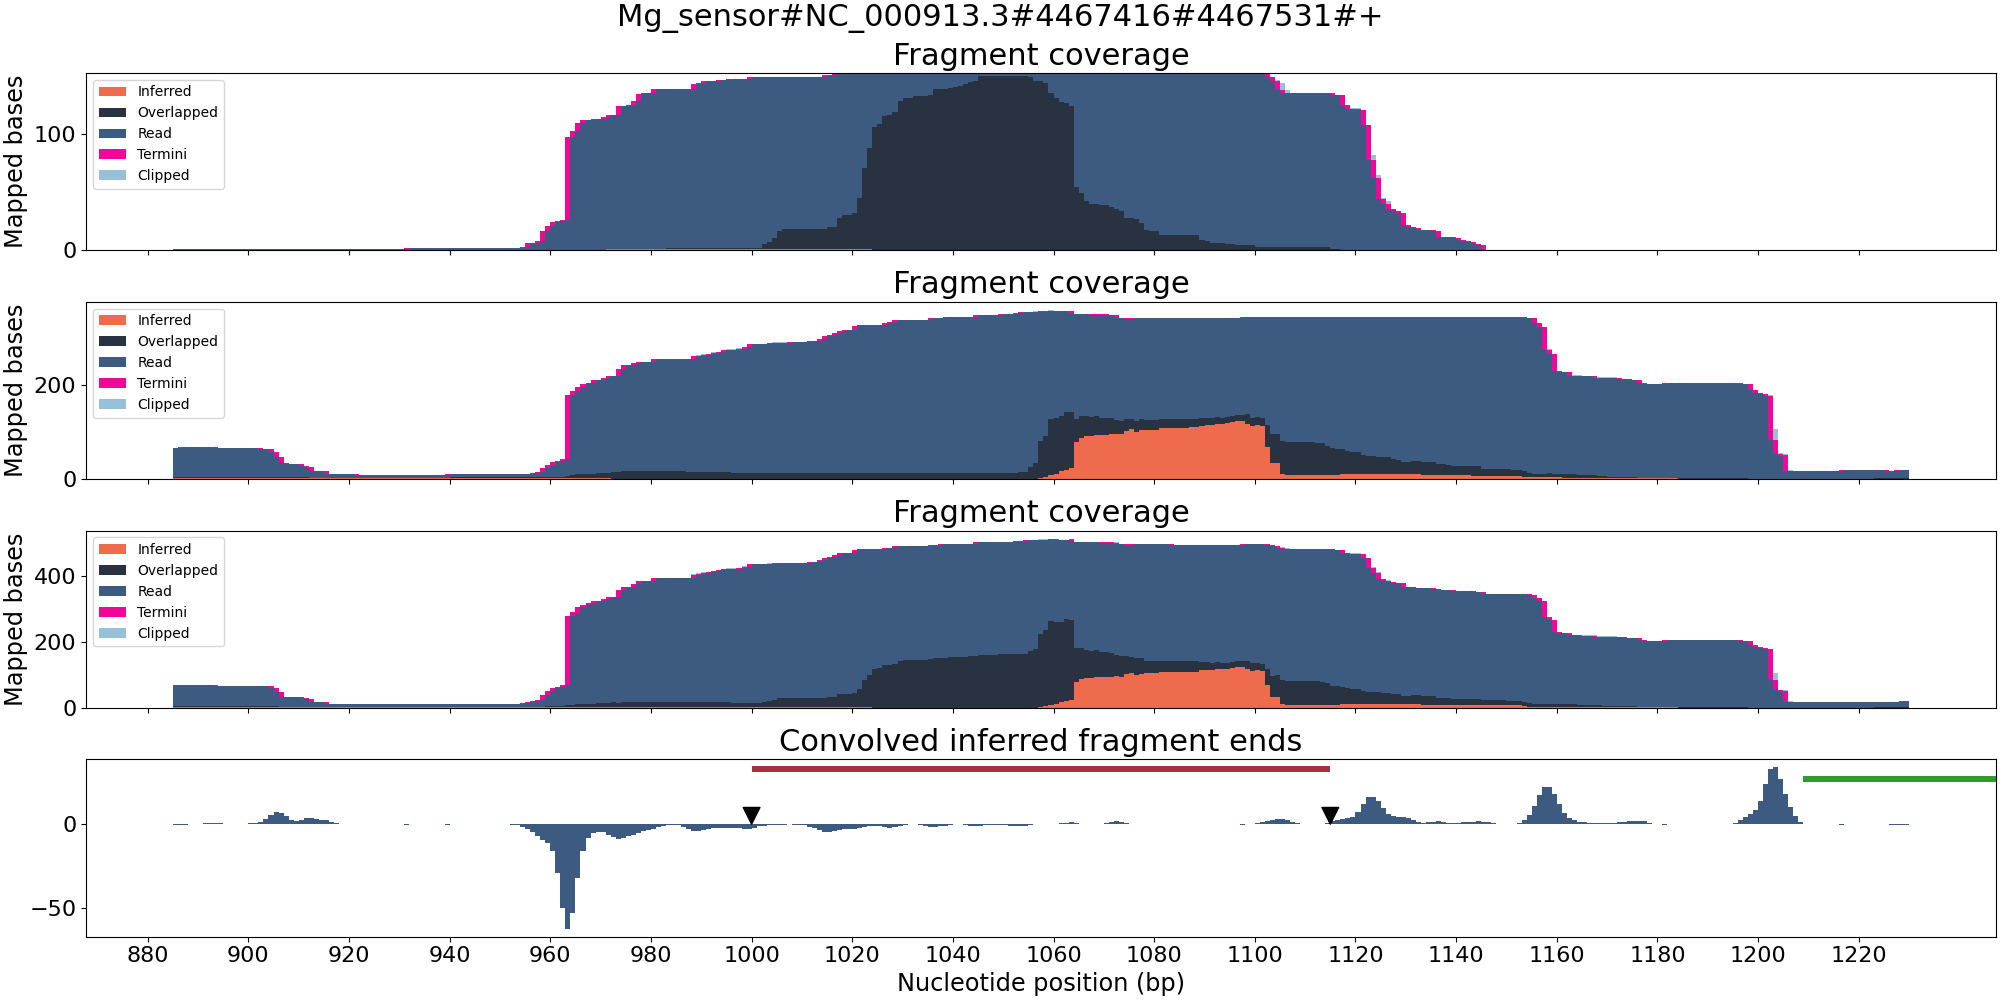 Mg_sensor#NC_000913.3#4467416#4467531#+
Fragment coverage
Mapped bases
100
0
Inferred
Overlapped
Read
Termini
Clipped
Fragment coverage
Mapped bases
200
0
Inferred
Overlapped
Read
Termini
Clipped
Fragment coverage
Mapped bases
400
200
0
Inferred
Overlapped
Read
Termini
Clipped
Convolved inferred fragment ends
0
−50
880 900 920 940 960 980 1000 1020 1040 1060 1080 1100 1120 1140 1160 1180 1200 1220
Nucleotide position (bp)